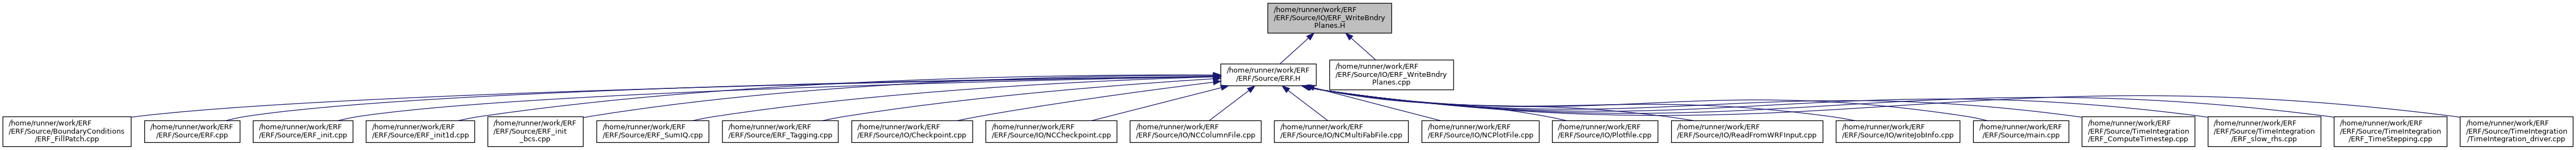 /home/runner/work/ERF
/ERF/Source/IO/ERF_WriteBndry
Planes.H
/home/runner/work/ERF
/ERF/Source/ERF.H
/home/runner/work/ERF
/ERF/Source/IO/ERF_WriteBndry
Planes.cpp
/home/runner/work/ERF
/ERF/Source/BoundaryConditions
/ERF_FillPatch.cpp
/home/runner/work/ERF
/ERF/Source/ERF.cpp
/home/runner/work/ERF
/ERF/Source/ERF_init.cpp
/home/runner/work/ERF
/ERF/Source/ERF_init1d.cpp
/home/runner/work/ERF
/ERF/Source/ERF_init
_bcs.cpp
/home/runner/work/ERF
/ERF/Source/ERF_SumIQ.cpp
/home/runner/work/ERF
/ERF/Source/ERF_Tagging.cpp
/home/runner/work/ERF
/ERF/Source/IO/Checkpoint.cpp
/home/runner/work/ERF
/ERF/Source/IO/NCCheckpoint.cpp
/home/runner/work/ERF
/ERF/Source/IO/NCColumnFile.cpp
/home/runner/work/ERF
/ERF/Source/IO/NCMultiFabFile.cpp
/home/runner/work/ERF
/ERF/Source/IO/NCPlotFile.cpp
/home/runner/work/ERF
/ERF/Source/IO/Plotfile.cpp
/home/runner/work/ERF
/ERF/Source/IO/ReadFromWRFInput.cpp
/home/runner/work/ERF
/ERF/Source/IO/writeJobInfo.cpp
/home/runner/work/ERF
/ERF/Source/main.cpp
/home/runner/work/ERF
/ERF/Source/TimeIntegration
/ERF_ComputeTimestep.cpp
/home/runner/work/ERF
/ERF/Source/TimeIntegration
/ERF_slow_rhs.cpp
/home/runner/work/ERF
/ERF/Source/TimeIntegration
/ERF_TimeStepping.cpp
/home/runner/work/ERF
/ERF/Source/TimeIntegration
/TimeIntegration_driver.cpp